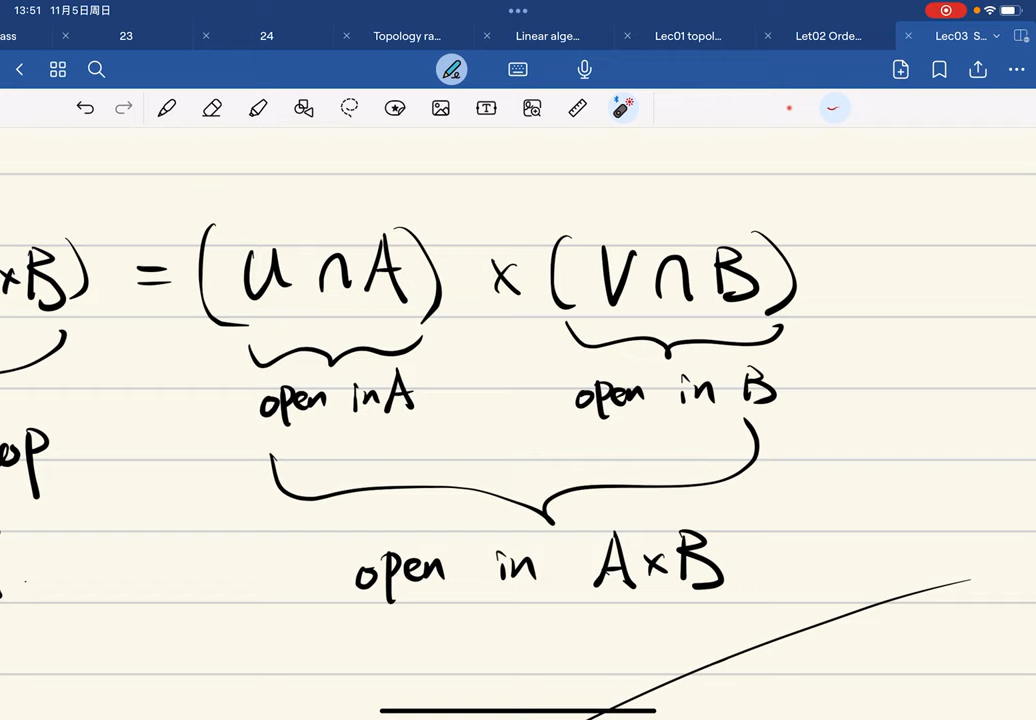 13:51 11月5日周日
ass 23 24 Topology ra... Linear alge... Lec01 topol... Let02 Orde... Lec03 S...
×B) = (U ∩ A) × (V ∩ B)
open in A open in B
op
open in A×B